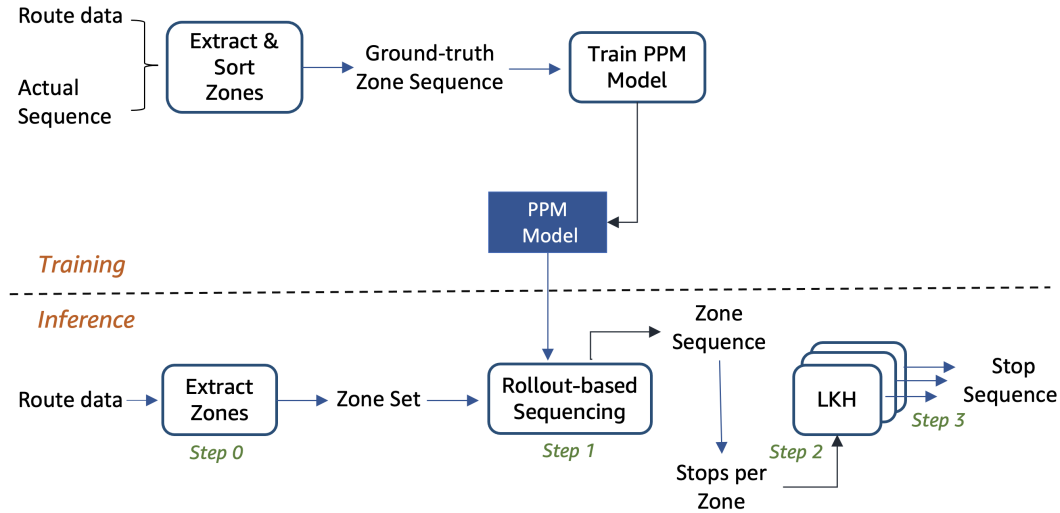 Route data
Actual
Sequence
Extract &
Sort
Zones
Ground-truth
Zone Sequence
Train PPM
Model
PPM
Model
Training
Inference
Route data
Extract
Zones
Step 0
Zone Set
Rollout-based
Sequencing
Step 1
Zone
Sequence
Stops per
Zone
Step 2
LKH
Step 3
Stop
Sequence